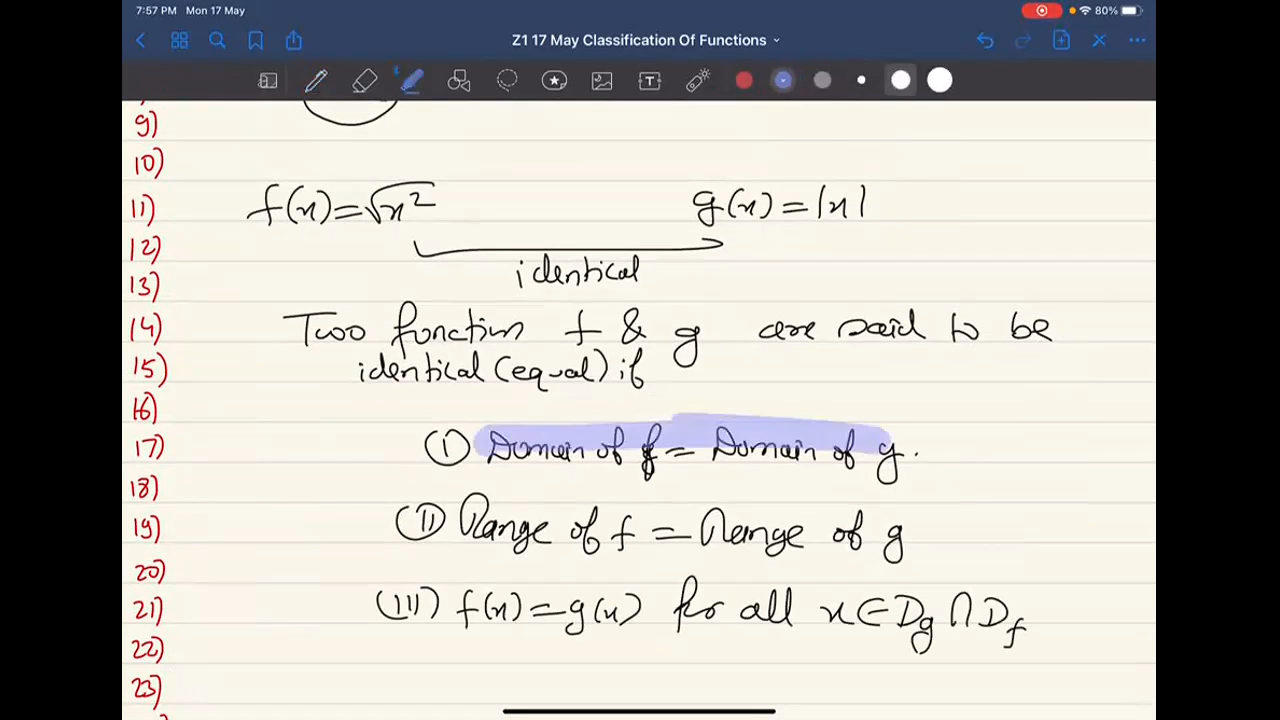 7:57 PM Mon 17 May 80%
Z1 17 May Classification Of Functions
9)
10)
11) f(x)=√x² g(x)=|x|
12)
identical
13)
14) Two function f & g are said to be
15) identical (equal) if
16)
17) (I) Domain of f = Domain of g.
18)
19) (II) Range of f = Range of g
20)
21) (III) f(x)=g(x) for all x∈Dg∩Df
22)
23)